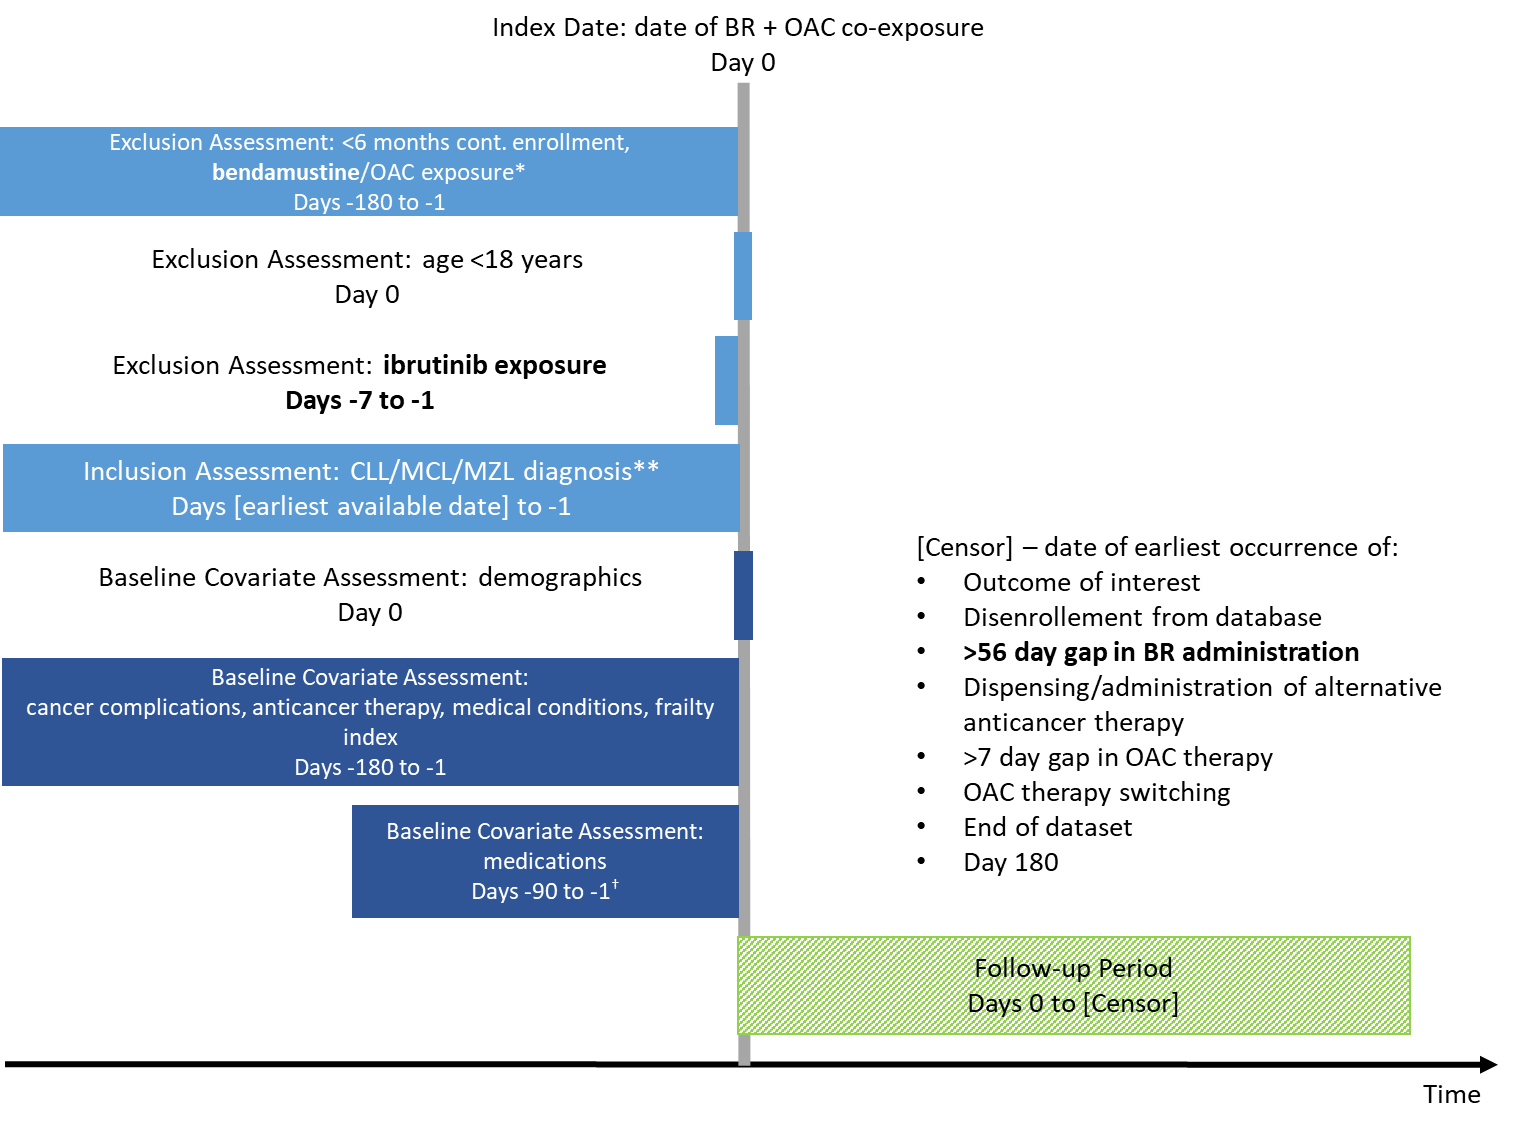 Index Date: date of BR + OAC co-exposure
Day 0
Exclusion Assessment: <6 months cont. enrollment,
bendamustine/OAC exposure*
Days -180 to -1
Exclusion Assessment: age <18 years
Day 0
Exclusion Assessment: ibrutinib exposure
Days -7 to -1
Inclusion Assessment: CLL/MCL/MZL diagnosis**
Days [earliest available date] to -1
Baseline Covariate Assessment: demographics
Day 0
Baseline Covariate Assessment:
cancer complications, anticancer therapy, medical conditions, frailty
index
Days -180 to -1
Baseline Covariate Assessment:
medications
Days -90 to -1†
[Censor] – date of earliest occurrence of:
• Outcome of interest
• Disenrollement from database
• >56 day gap in BR administration
• Dispensing/administration of alternative
anticancer therapy
• >7 day gap in OAC therapy
• OAC therapy switching
• End of dataset
• Day 180
Follow-up Period
Days 0 to [Censor]
Time